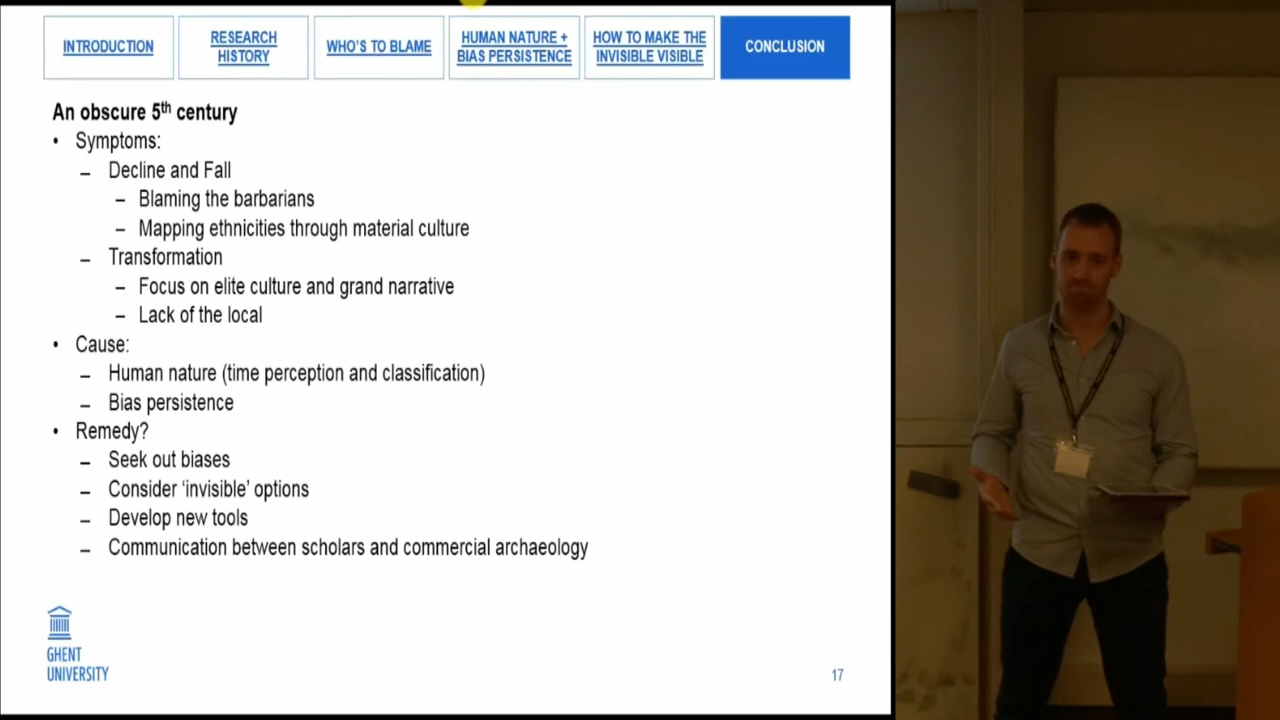 INTRODUCTION
RESEARCH
HISTORY
WHO'S TO BLAME
HUMAN NATURE +
BIAS PERSISTENCE
HOW TO MAKE THE
INVISIBLE VISIBLE
CONCLUSION
An obscure 5th century
• Symptoms:
– Decline and Fall
– Blaming the barbarians
– Mapping ethnicities through material culture
– Transformation
– Focus on elite culture and grand narrative
– Lack of the local
• Cause:
– Human nature (time perception and classification)
– Bias persistence
• Remedy?
– Seek out biases
– Consider 'invisible' options
– Develop new tools
– Communication between scholars and commercial archaeology
GHENT
UNIVERSITY
17